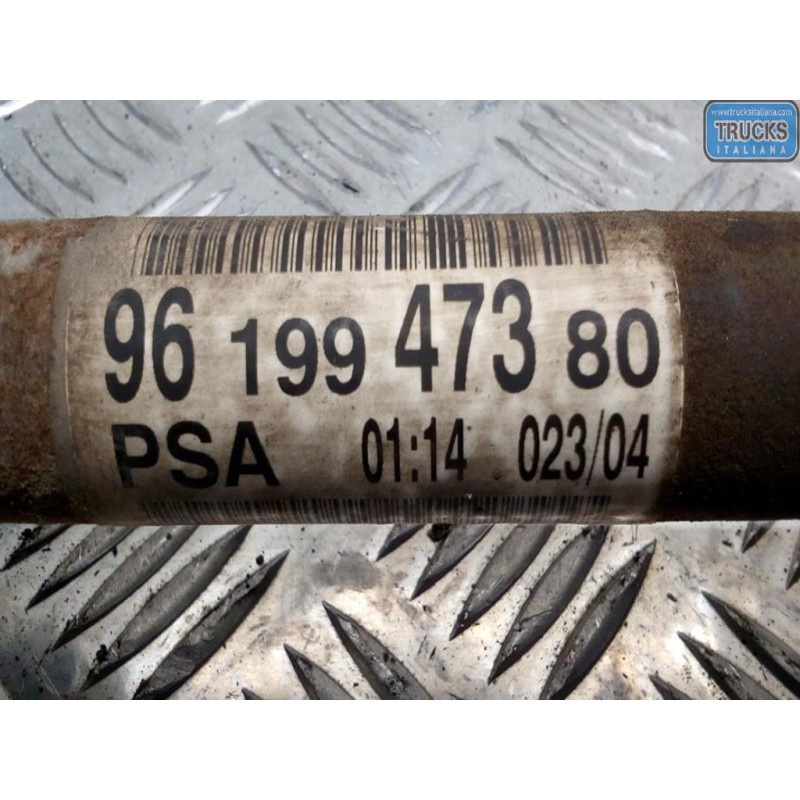 www.trucksitaliana.com
TRUCKS
ITALIANA
96 199 473 80
PSA 01:14 023/04